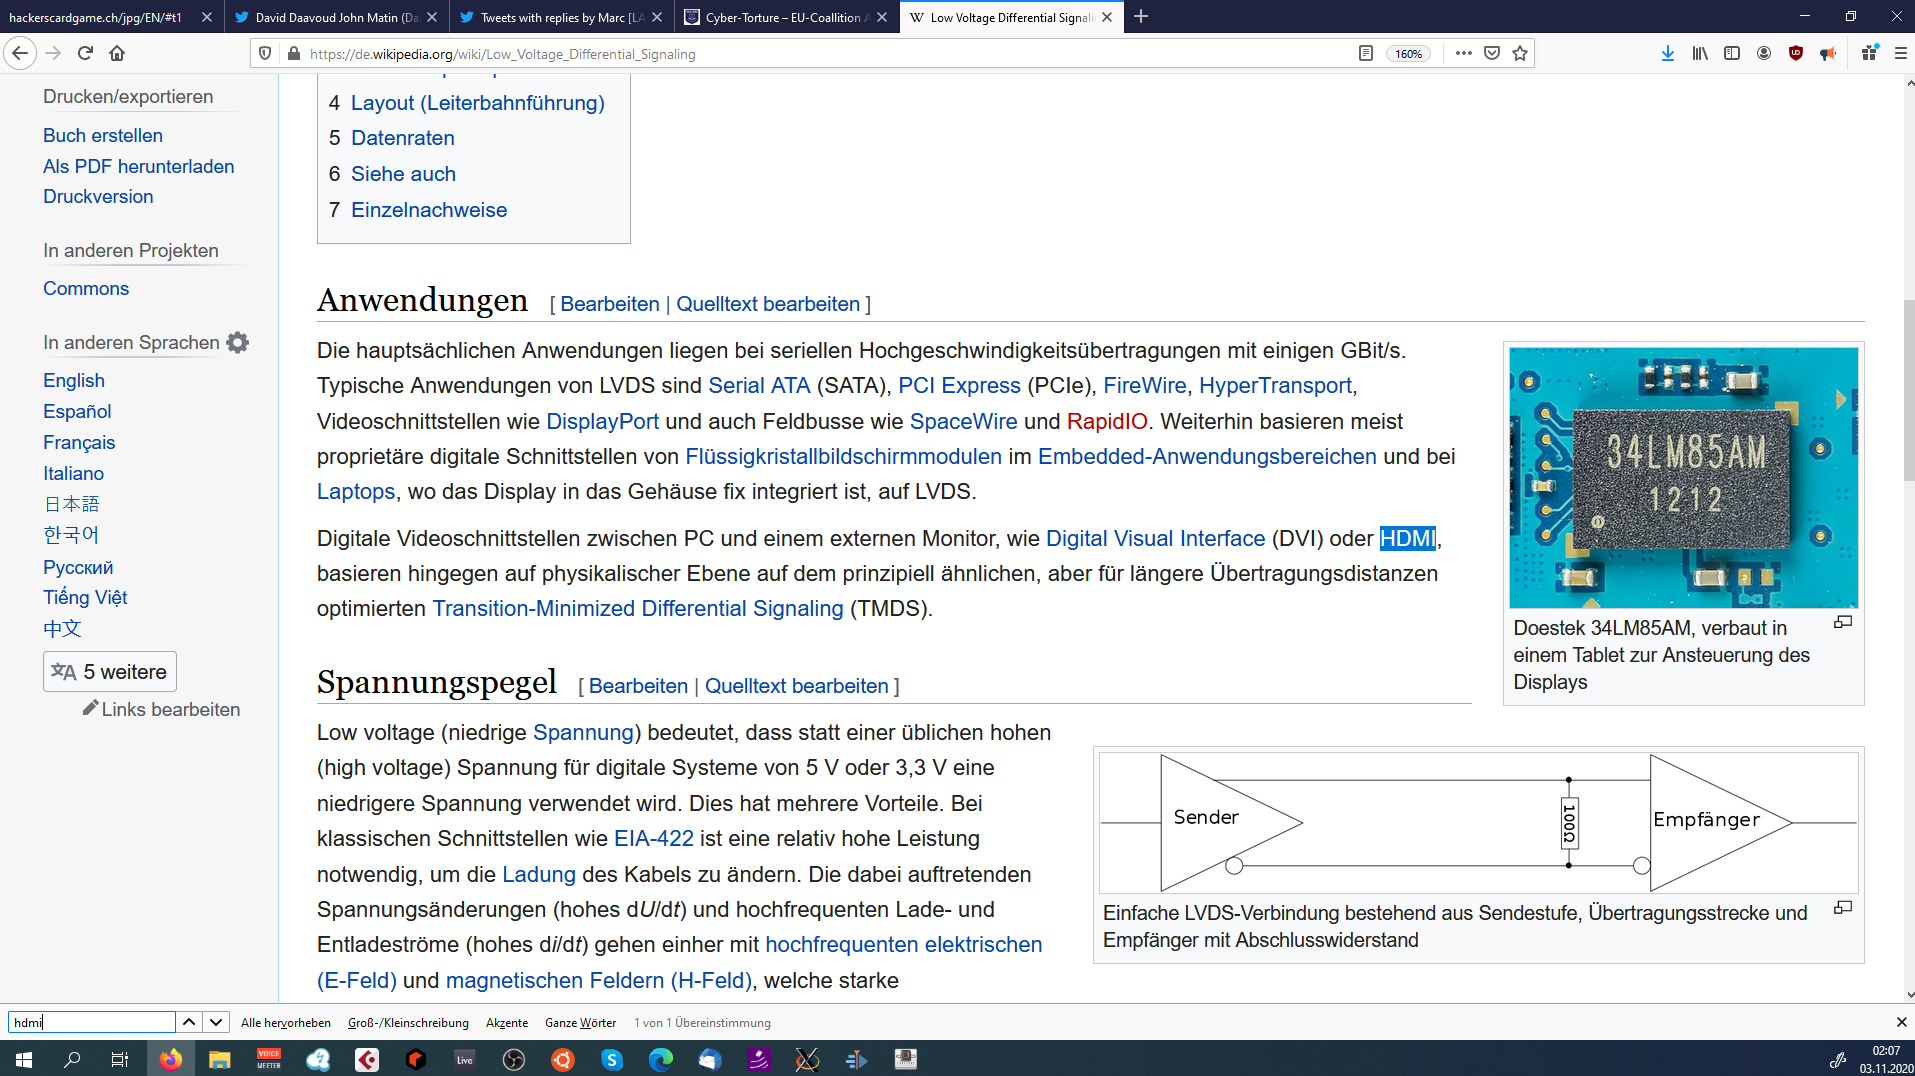 hackerscardgame.ch/jpg/EN/#t1
David Daavoud John Matin (Da
Tweets with replies by Marc [LA
Cyber-Torture – EU-Coallition A
W Low Voltage Differential Signali
https://de.wikipedia.org/wiki/Low_Voltage_Differential_Signaling
160%
Drucken/exportieren
Buch erstellen
Als PDF herunterladen
Druckversion
In anderen Projekten
Commons
In anderen Sprachen
English
Español
Français
Italiano
日本語
한국어
Русский
Tiếng Việt
中文
文A 5 weitere
Links bearbeiten
4 Layout (Leiterbahnführung)
5 Datenraten
6 Siehe auch
7 Einzelnachweise
Anwendungen [ Bearbeiten | Quelltext bearbeiten ]
Die hauptsächlichen Anwendungen liegen bei seriellen Hochgeschwindigkeitsübertragungen mit einigen GBit/s.
Typische Anwendungen von LVDS sind Serial ATA (SATA), PCI Express (PCIe), FireWire, HyperTransport,
Videoschnittstellen wie DisplayPort und auch Feldbusse wie SpaceWire und RapidIO. Weiterhin basieren meist
proprietäre digitale Schnittstellen von Flüssigkristallbildschirmmodulen im Embedded-Anwendungsbereichen und bei
Laptops, wo das Display in das Gehäuse fix integriert ist, auf LVDS.
Digitale Videoschnittstellen zwischen PC und einem externen Monitor, wie Digital Visual Interface (DVI) oder HDMI,
basieren hingegen auf physikalischer Ebene auf dem prinzipiell ähnlichen, aber für längere Übertragungsdistanzen
optimierten Transition-Minimized Differential Signaling (TMDS).
34LM85AM
1212
Doestek 34LM85AM, verbaut in
einem Tablet zur Ansteuerung des
Displays
Spannungspegel [ Bearbeiten | Quelltext bearbeiten ]
Low voltage (niedrige Spannung) bedeutet, dass statt einer üblichen hohen
(high voltage) Spannung für digitale Systeme von 5 V oder 3,3 V eine
niedrigere Spannung verwendet wird. Dies hat mehrere Vorteile. Bei
klassischen Schnittstellen wie EIA-422 ist eine relativ hohe Leistung
notwendig, um die Ladung des Kabels zu ändern. Die dabei auftretenden
Spannungsänderungen (hohes dU/dt) und hochfrequenten Lade- und
Entladeströme (hohes di/dt) gehen einher mit hochfrequenten elektrischen
(E-Feld) und magnetischen Feldern (H-Feld), welche starke
Sender
100Ω
Empfänger
Einfache LVDS-Verbindung bestehend aus Sendestufe, Übertragungsstrecke und
Empfänger mit Abschlusswiderstand
hdmi
Alle hervorheben Groß-/Kleinschreibung Akzente Ganze Wörter 1 von 1 Übereinstimmung
VOICE
MEETER
Live
02:07
03.11.2020